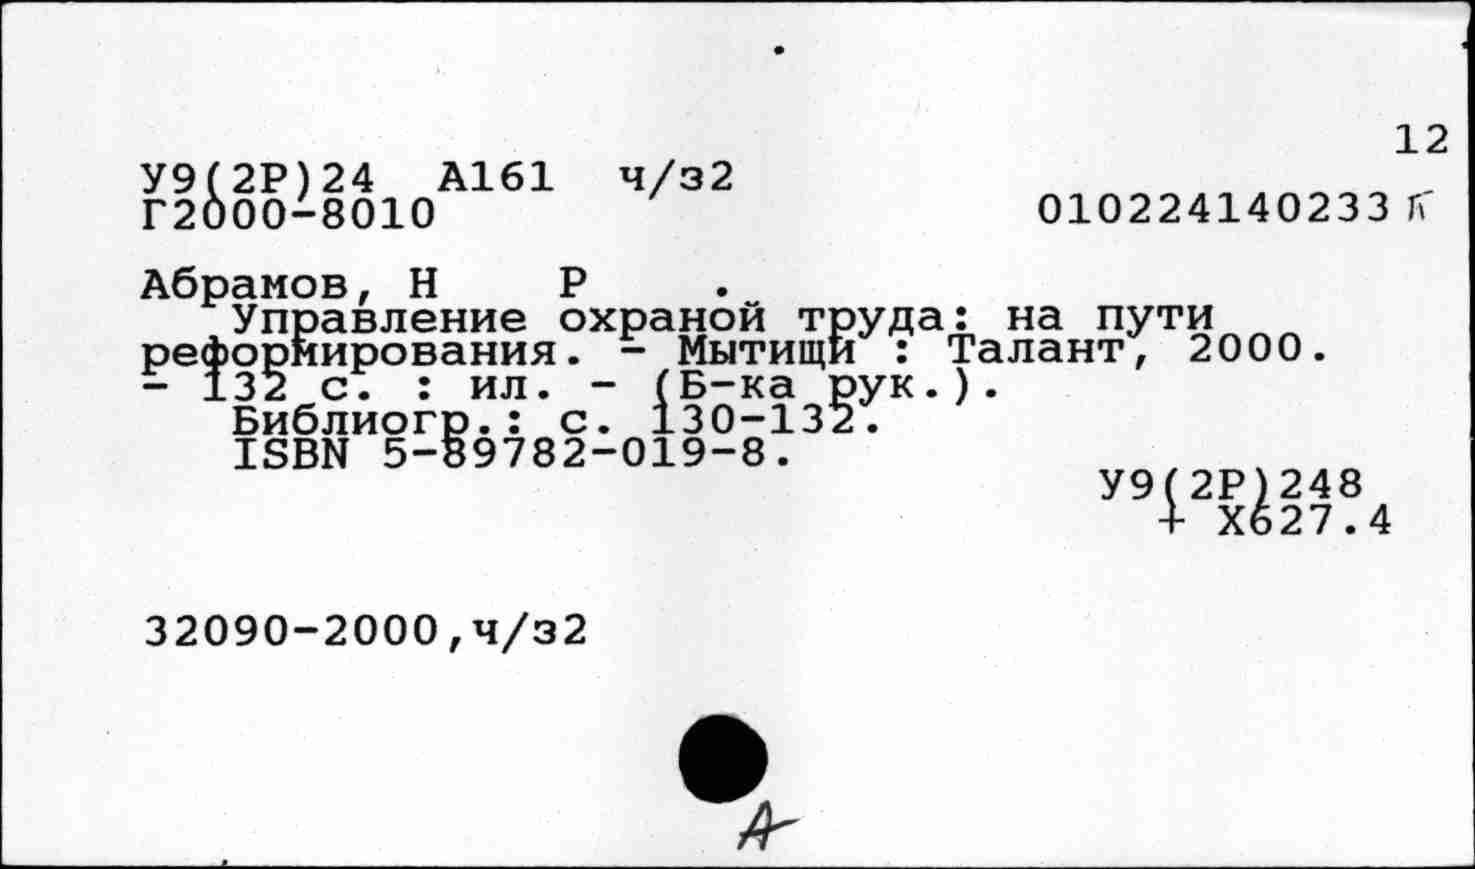 12
У9(2Р)24 А161 ч/з2
Г2000-8010
010224140233
Абрамов, Н Р .
Управление охраной труда: на пути
реформирования. - Мытищи : Талант, 2000.
- 132 с. : ил. - (Б-ка рук.).
Библиогр.: с. 130-132.
ISBN 5-89782-019-8.
У9(2Р)248
+ Х627.4
32090-2000,ч/з2
А